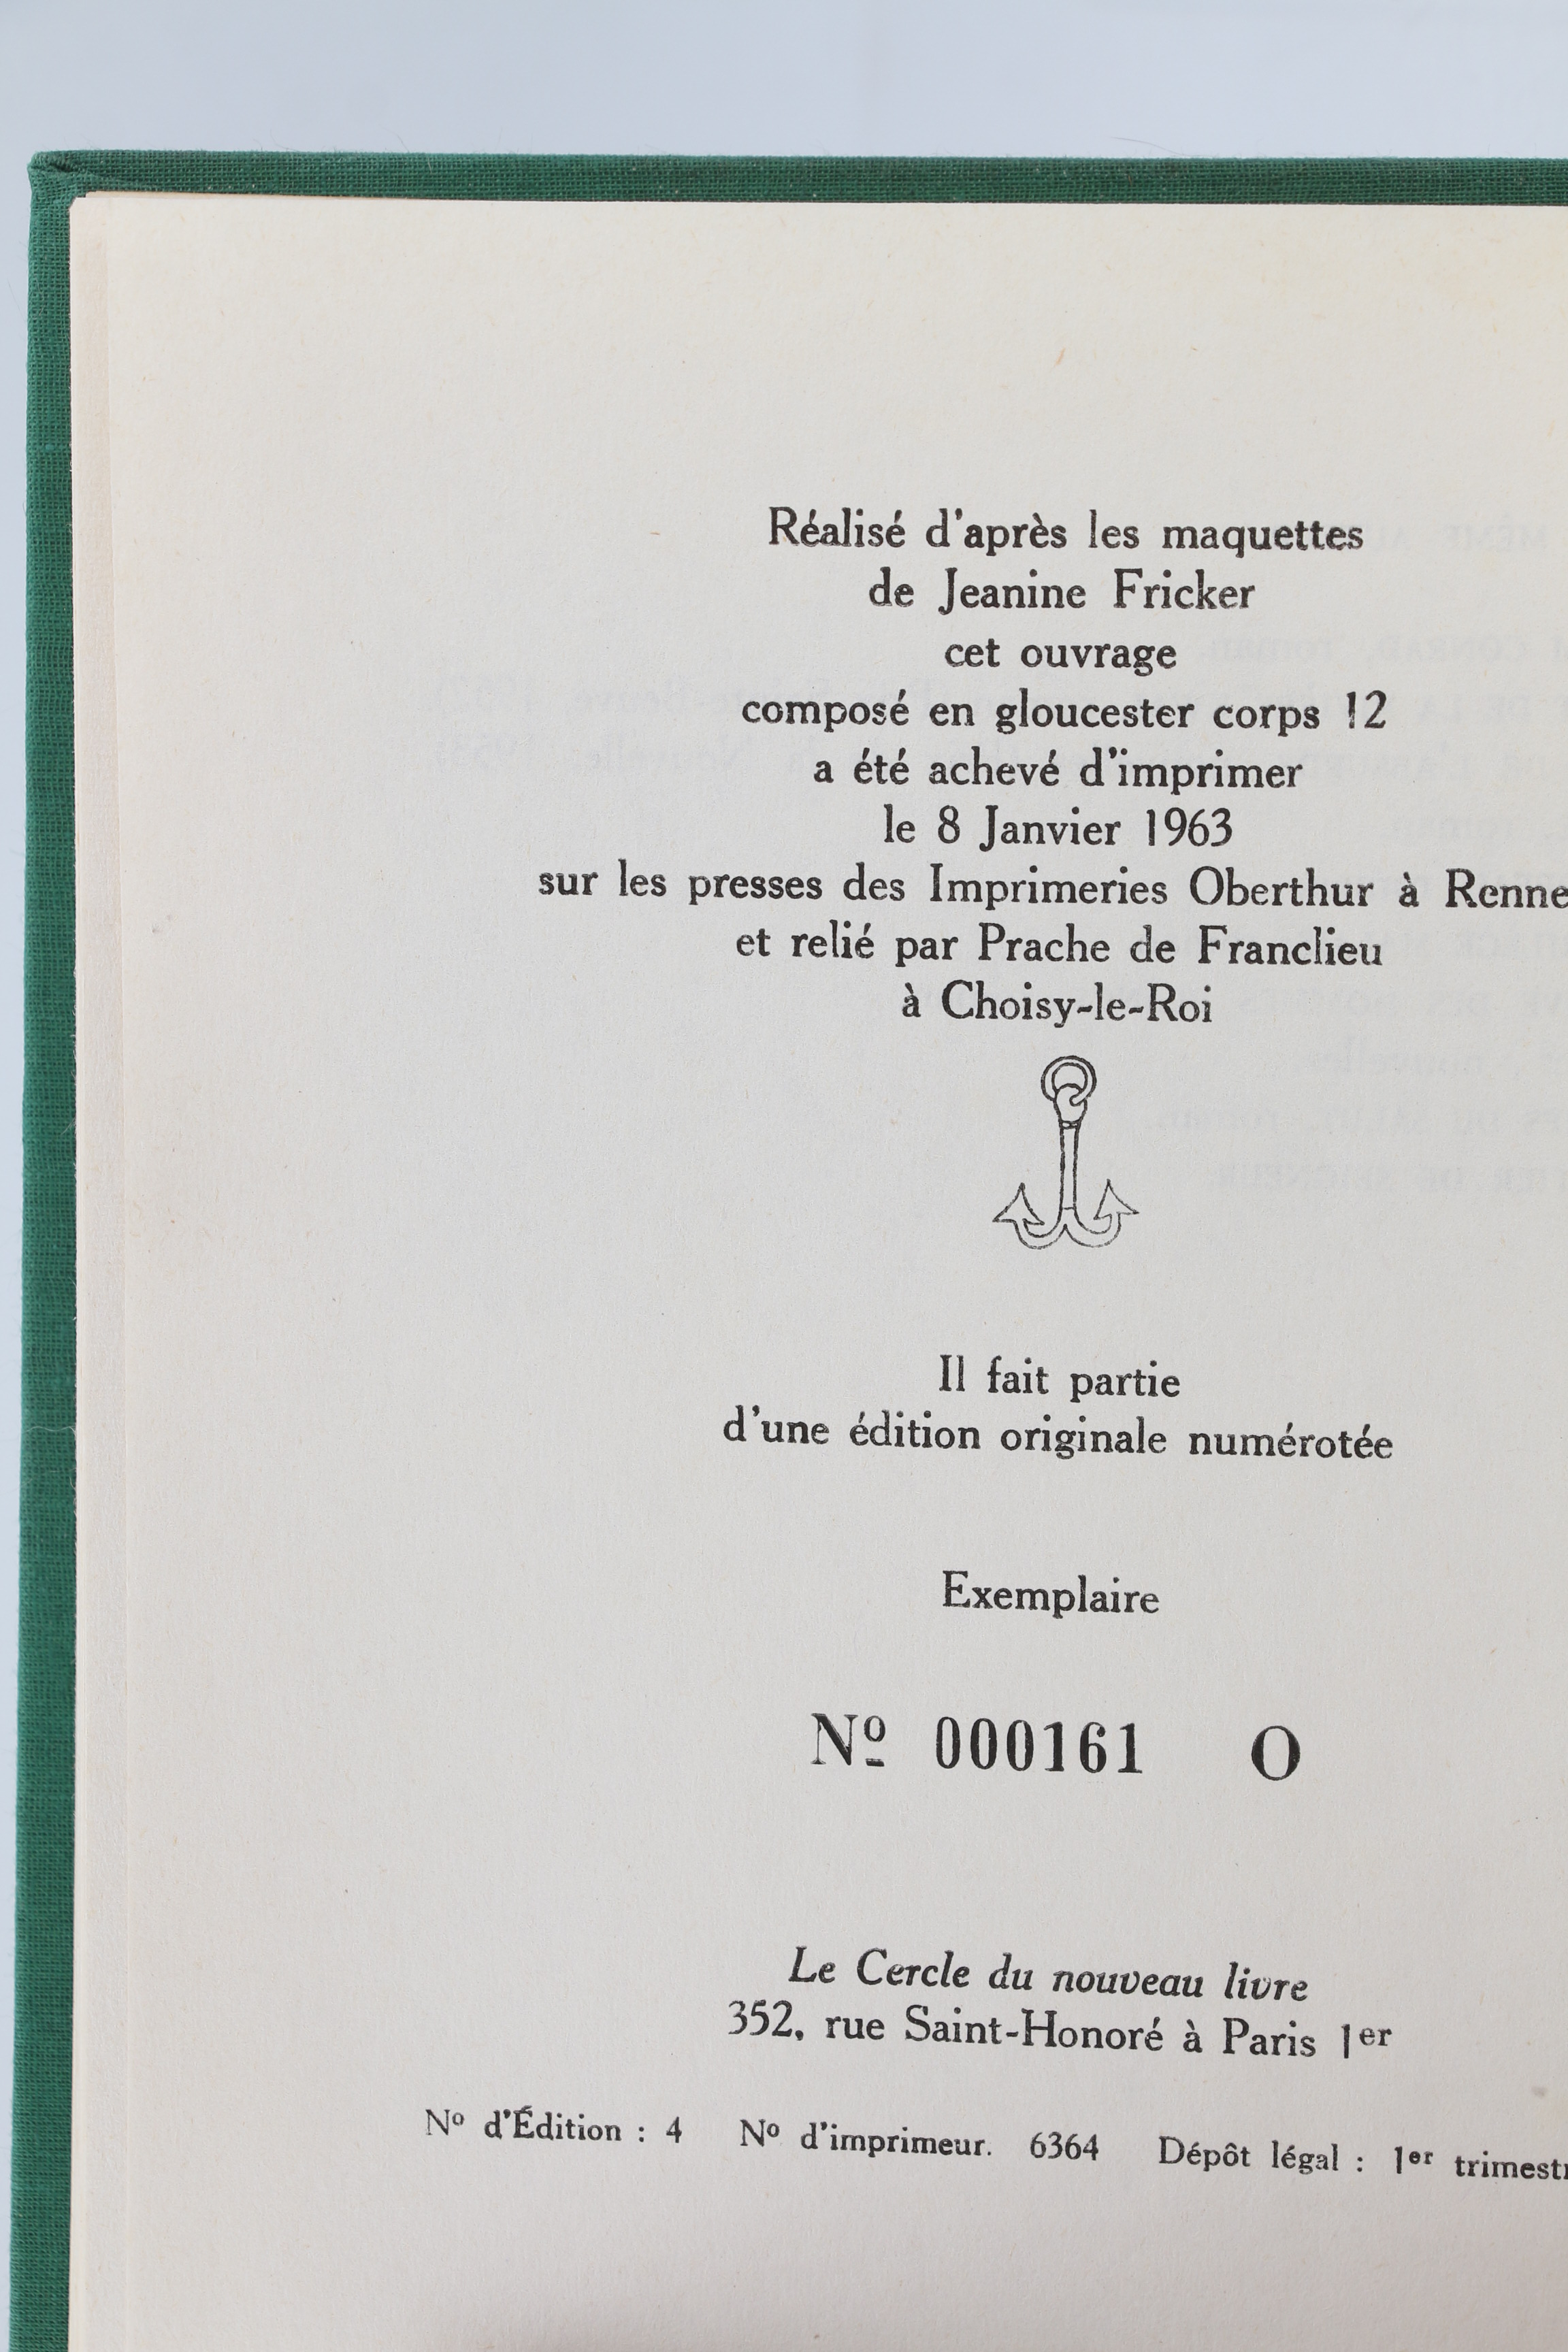 Réalisé d'après les maquettes
de Jeanine Fricker
cet ouvrage
composé en gloucester corps 12
a été achevé d'imprimer
le 8 Janvier 1963
sur les presses des Imprimeries Oberthur à Renne
et relié par Prache de Franclieu
à Choisy-le-Roi
Il fait partie
d'une édition originale numérotée
Exemplaire
Nº 000161 O
Le Cercle du nouveau livre
352, rue Saint-Honoré à Paris 1er
Nº d'Édition : 4 Nº d'imprimeur. 6364 Dépôt légal : 1er trimestr